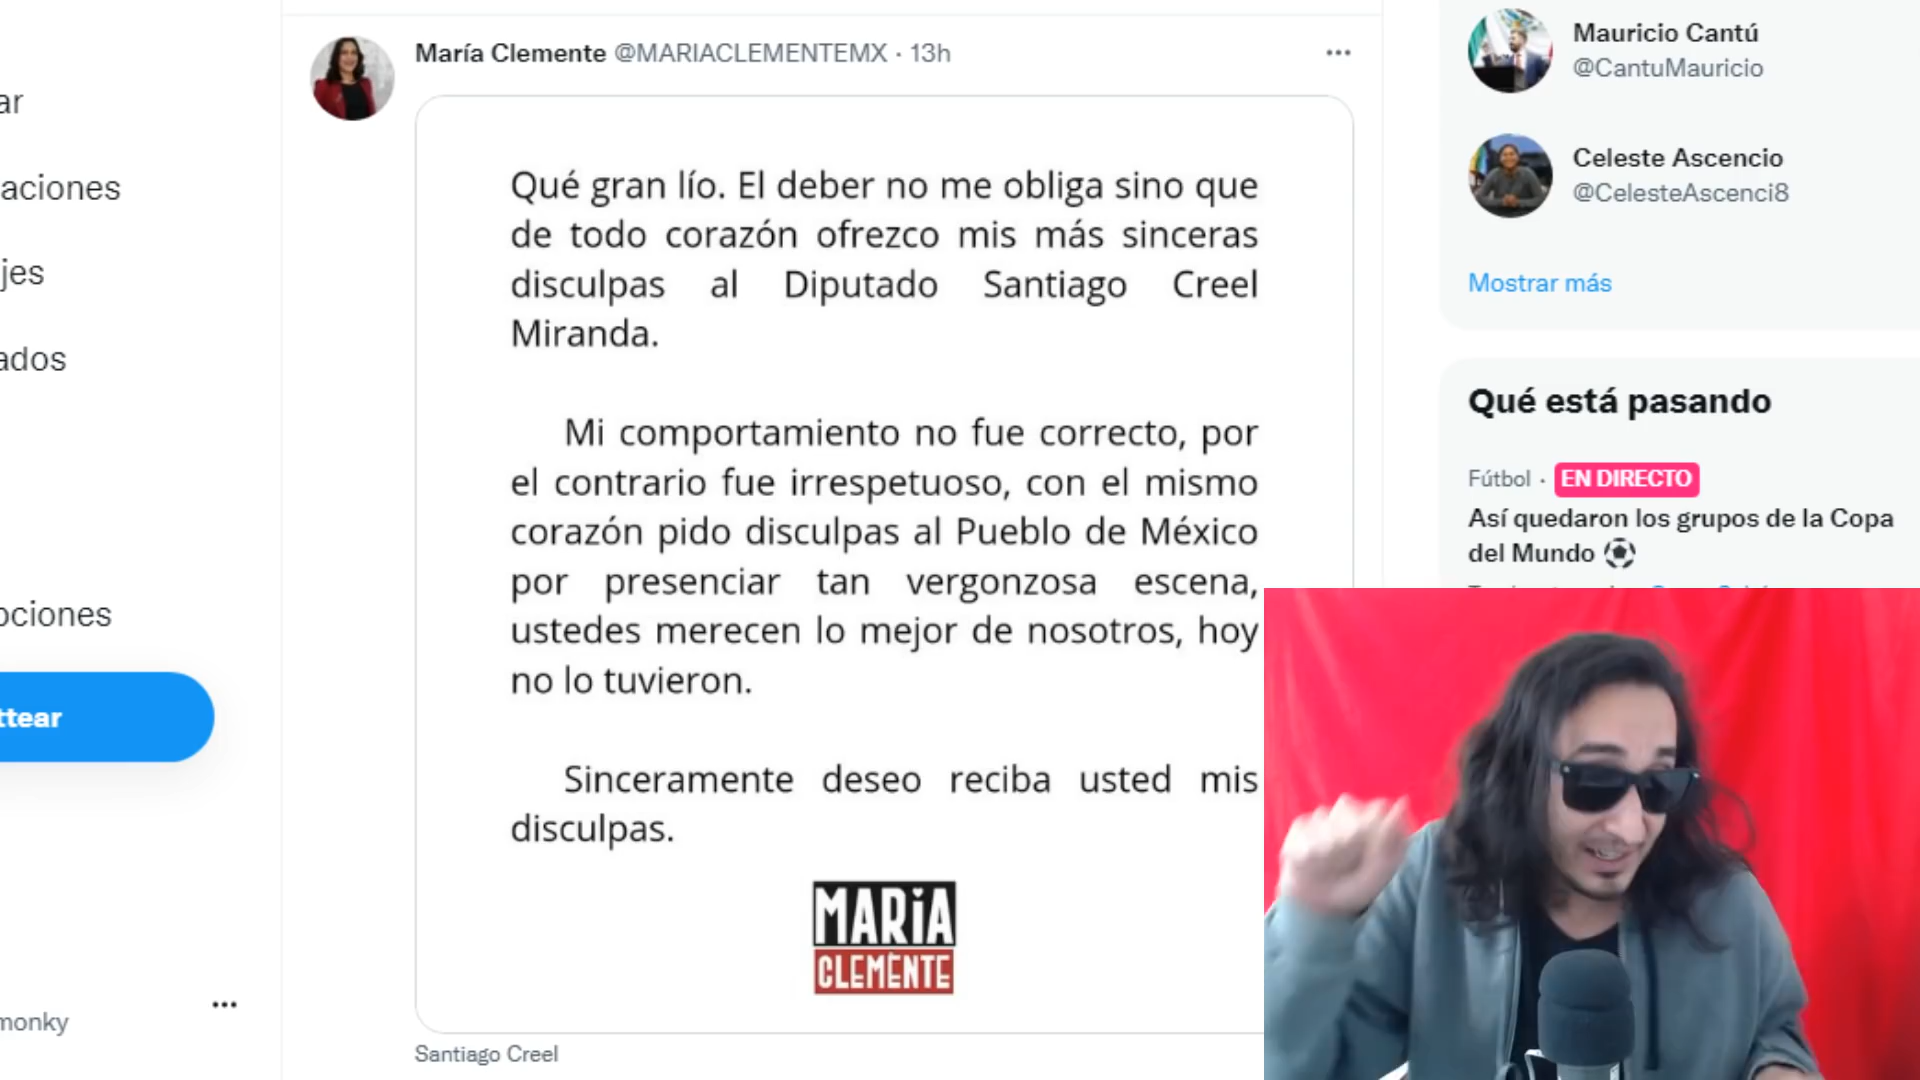 María Clemente @MARIACLEMENTEMX · 13h
Qué gran lío. El deber no me obliga sino que
de todo corazón ofrezco mis más sinceras
disculpas al Diputado Santiago Creel
Miranda.
Mi comportamiento no fue correcto, por
el contrario fue irrespetuoso, con el mismo
corazón pido disculpas al Pueblo de México
por presenciar tan vergonzosa escena,
ustedes merecen lo mejor de nosotros, hoy
no lo tuvieron.
Sinceramente deseo reciba usted mis
disculpas.
MARiA
CLEMENTE
Santiago Creel
ar
aciones
jes
ados
ociones
ttear
monky
Mauricio Cantú
@CantuMauricio
Celeste Ascencio
@CelesteAscenci8
Mostrar más
Qué está pasando
Fútbol · EN DIRECTO
Así quedaron los grupos de la Copa
del Mundo